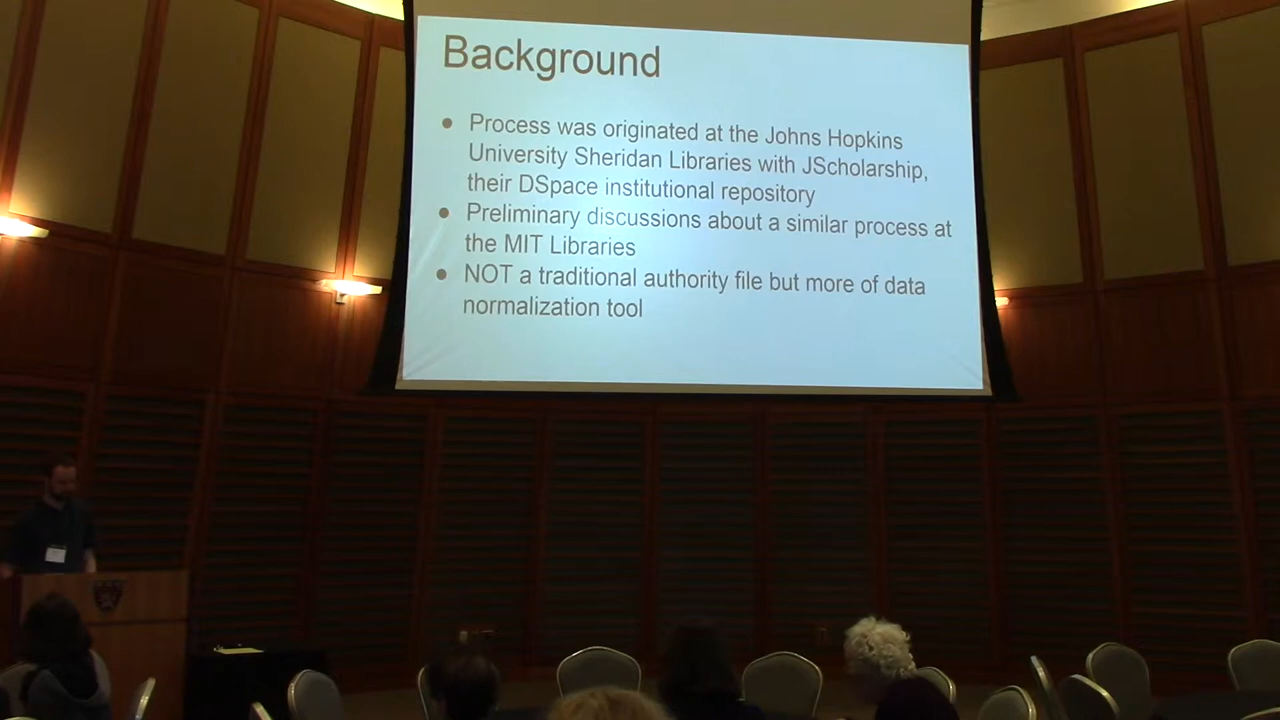 Background
● Process was originated at the Johns Hopkins
University Sheridan Libraries with JScholarship,
their DSpace institutional repository
● Preliminary discussions about a similar process at
the MIT Libraries
● NOT a traditional authority file but more of data
normalization tool